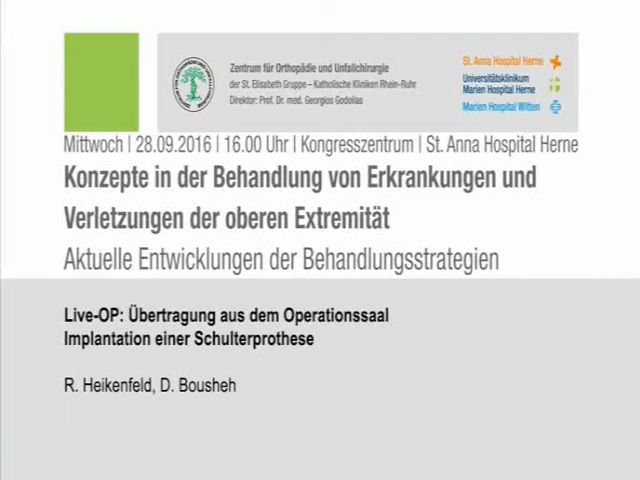 Zentrum für Orthopädie und Unfallchirurgie
der St. Elisabeth Gruppe – Katholische Kliniken Rhein-Ruhr
Direktor: Prof. Dr. med. Georgios Godolias
St. Anna Hospital Herne
Universitätsklinikum
Marien Hospital Herne
Marien Hospital Witten
Mittwoch | 28.09.2016 | 16.00 Uhr | Kongresszentrum | St. Anna Hospital Herne
Konzepte in der Behandlung von Erkrankungen und
Verletzungen der oberen Extremität
Aktuelle Entwicklungen der Behandlungsstrategien
Live-OP: Übertragung aus dem Operationssaal
Implantation einer Schulterprothese
R. Heikenfeld, D. Bousheh